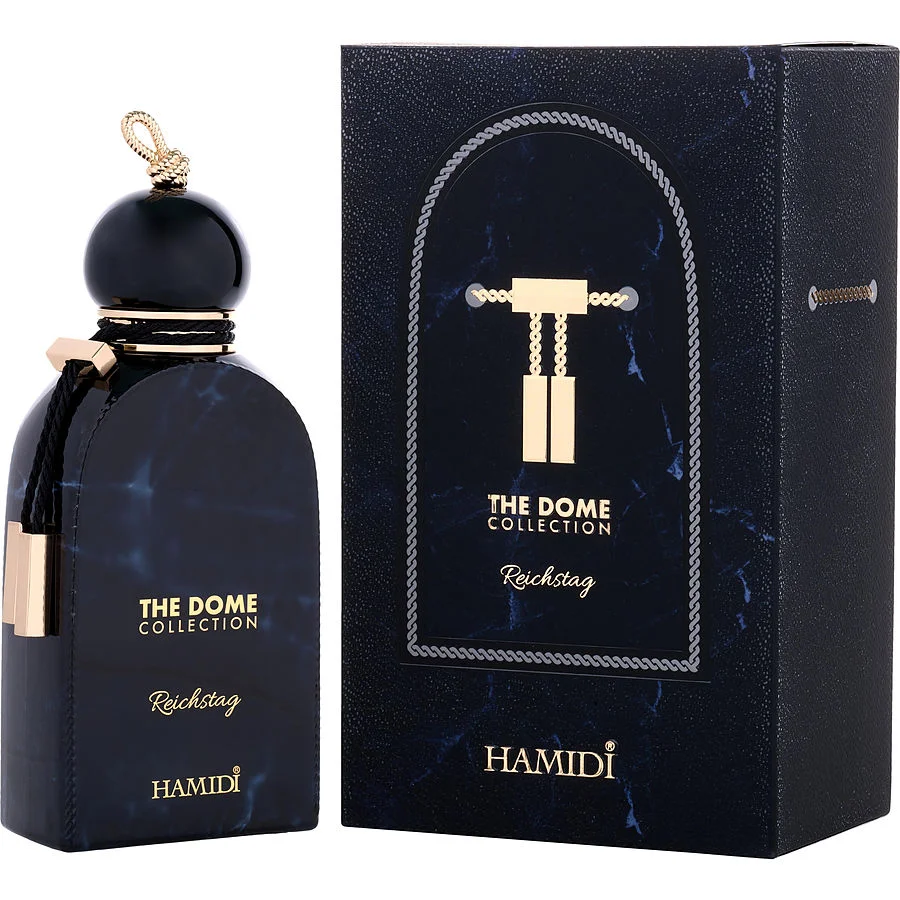 THE DOME
COLLECTION
Reichstag
HAMIDI®
THE DOME
COLLECTION
Reichstag
HAMIDI®